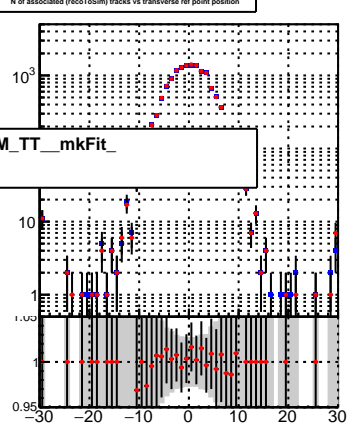 N of associated (recoToSim) tracks vs transverse ref point position
10³
M_TT__mkFit_
10
1
1.05
1
0.95
−30 −20 −10 0 10 20 30